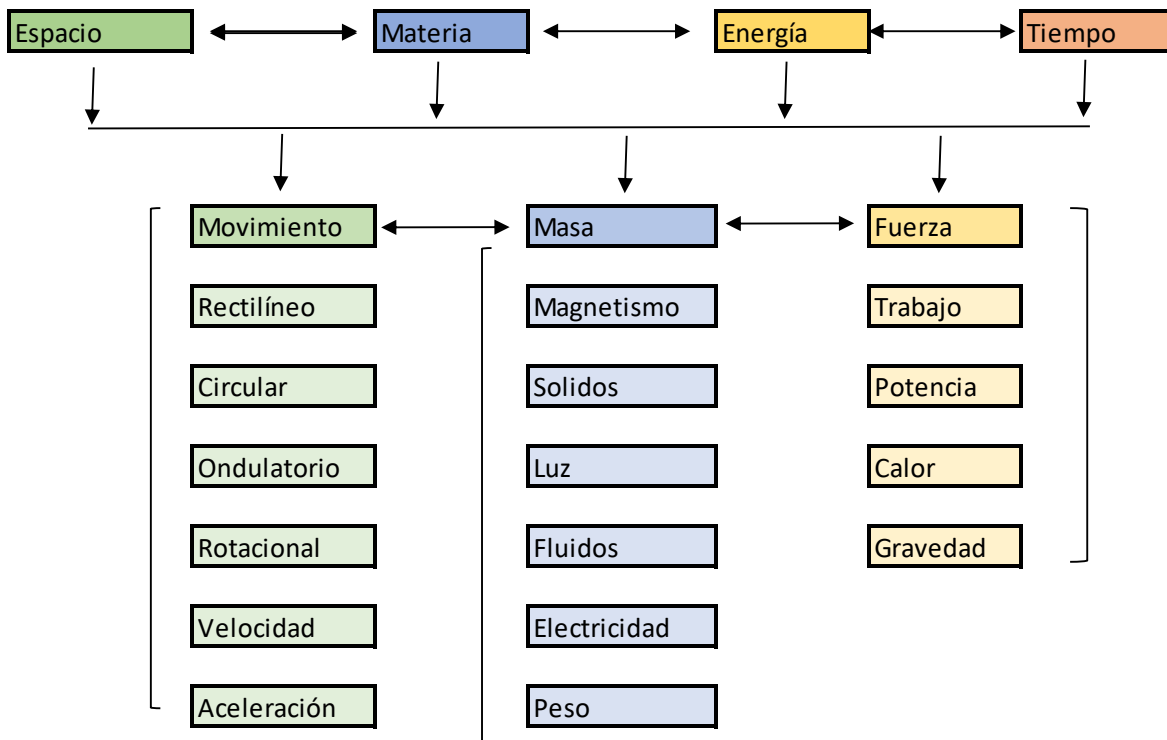 Espacio
Materia
Energía
Tiempo
Movimiento
Masa
Fuerza
Rectilíneo
Magnetismo
Trabajo
Circular
Solidos
Potencia
Ondulatorio
Luz
Calor
Rotacional
Fluidos
Gravedad
Velocidad
Electricidad
Aceleración
Peso